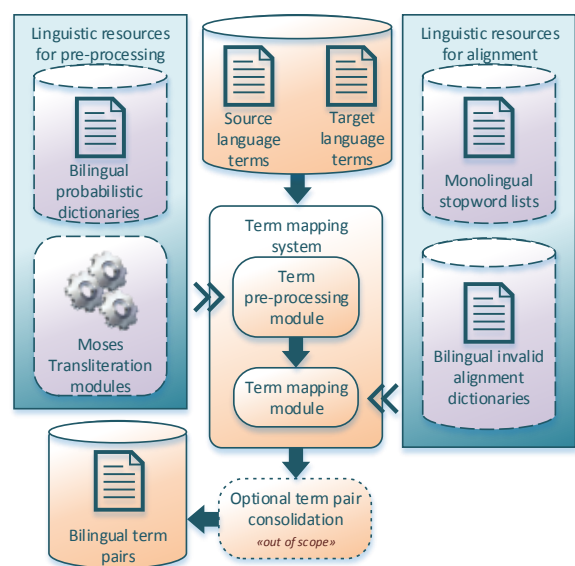 Linguistic resources
for pre-processing
Bilingual
probabilistic
dictionaries
Moses
Transliteration
modules
Source
language
terms
Target
language
terms
Term mapping
system
Term
pre-processing
module
Term mapping
module
Linguistic resources
for alignment
Monolingual
stopword lists
Bilingual invalid
alignment
dictionaries
Optional term pair
consolidation
«out of scope»
Bilingual term
pairs